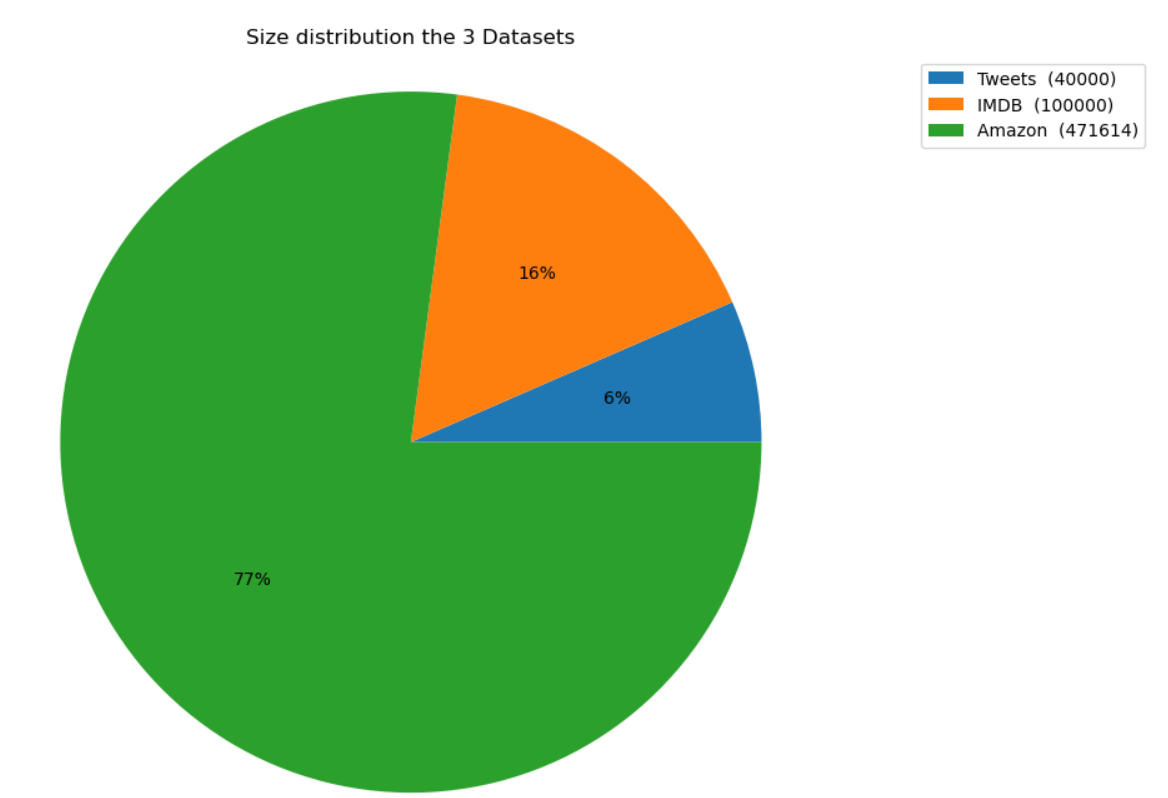 Size distribution the 3 Datasets
Tweets  (40000)
IMDB  (100000)
Amazon  (471614)
16%
6%
77%